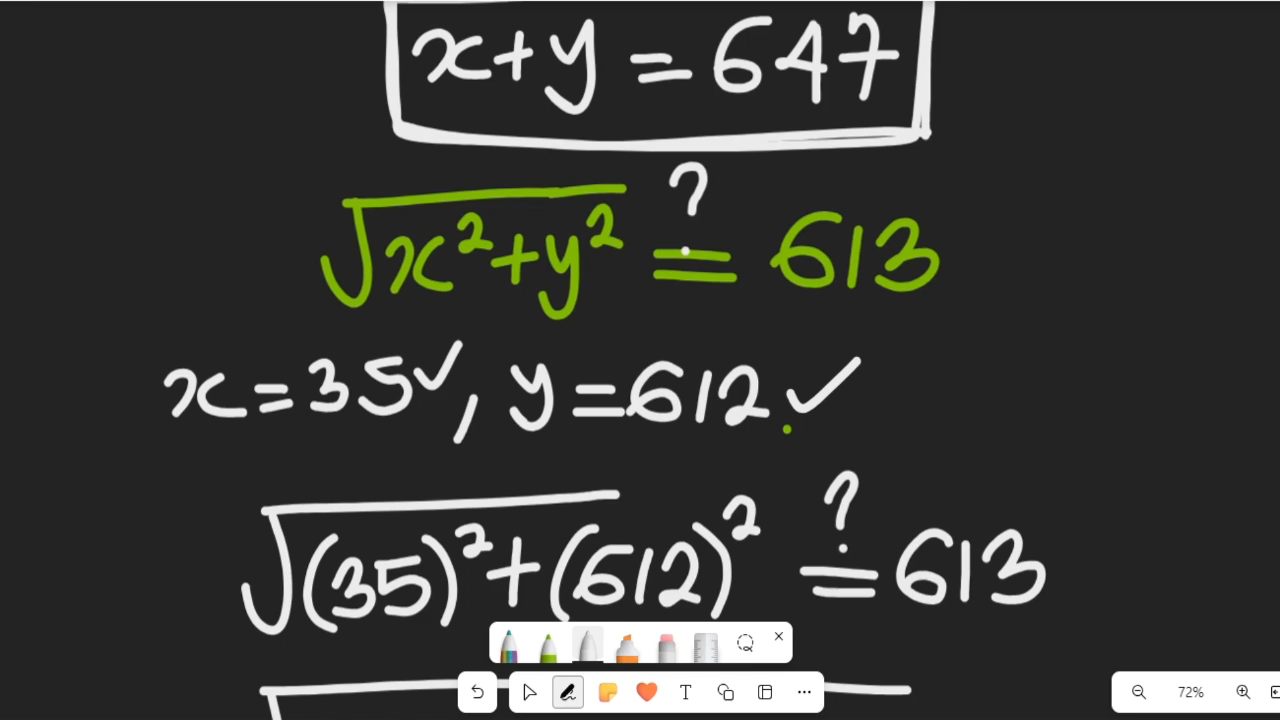 x+y = 647
?
√x²+y² = 613
x = 35 ✓, y = 612 ✓
?
√(35)²+(612)² = 613
T
72%